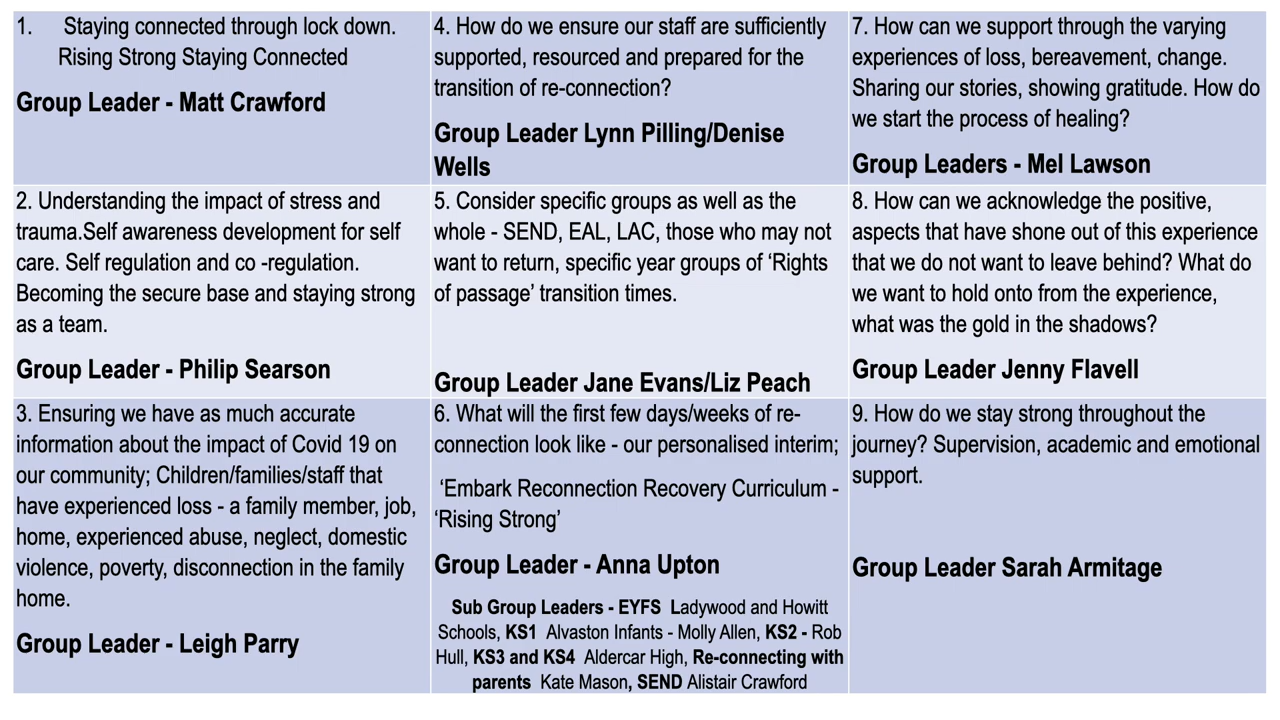 1. Staying connected through lock down.
Rising Strong Staying Connected
Group Leader - Matt Crawford
2. Understanding the impact of stress and
trauma.Self awareness development for self
care. Self regulation and co -regulation.
Becoming the secure base and staying strong
as a team.
Group Leader - Philip Searson
3. Ensuring we have as much accurate
information about the impact of Covid 19 on
our community; Children/families/staff that
have experienced loss - a family member, job,
home, experienced abuse, neglect, domestic
violence, poverty, disconnection in the family
home.
Group Leader - Leigh Parry
4. How do we ensure our staff are sufficiently
supported, resourced and prepared for the
transition of re-connection?
Group Leader Lynn Pilling/Denise
Wells
5. Consider specific groups as well as the
whole - SEND, EAL, LAC, those who may not
want to return, specific year groups of ‘Rights
of passage’ transition times.
Group Leader Jane Evans/Liz Peach
6. What will the first few days/weeks of re-
connection look like - our personalised interim;
‘Embark Reconnection Recovery Curriculum -
‘Rising Strong’
Group Leader - Anna Upton
Sub Group Leaders - EYFS Ladywood and Howitt
Schools, KS1 Alvaston Infants - Molly Allen, KS2 - Rob
Hull, KS3 and KS4 Aldercar High, Re-connecting with
parents Kate Mason, SEND Alistair Crawford
7. How can we support through the varying
experiences of loss, bereavement, change.
Sharing our stories, showing gratitude. How do
we start the process of healing?
Group Leaders - Mel Lawson
8. How can we acknowledge the positive,
aspects that have shone out of this experience
that we do not want to leave behind? What do
we want to hold onto from the experience,
what was the gold in the shadows?
Group Leader Jenny Flavell
9. How do we stay strong throughout the
journey? Supervision, academic and emotional
support.
Group Leader Sarah Armitage